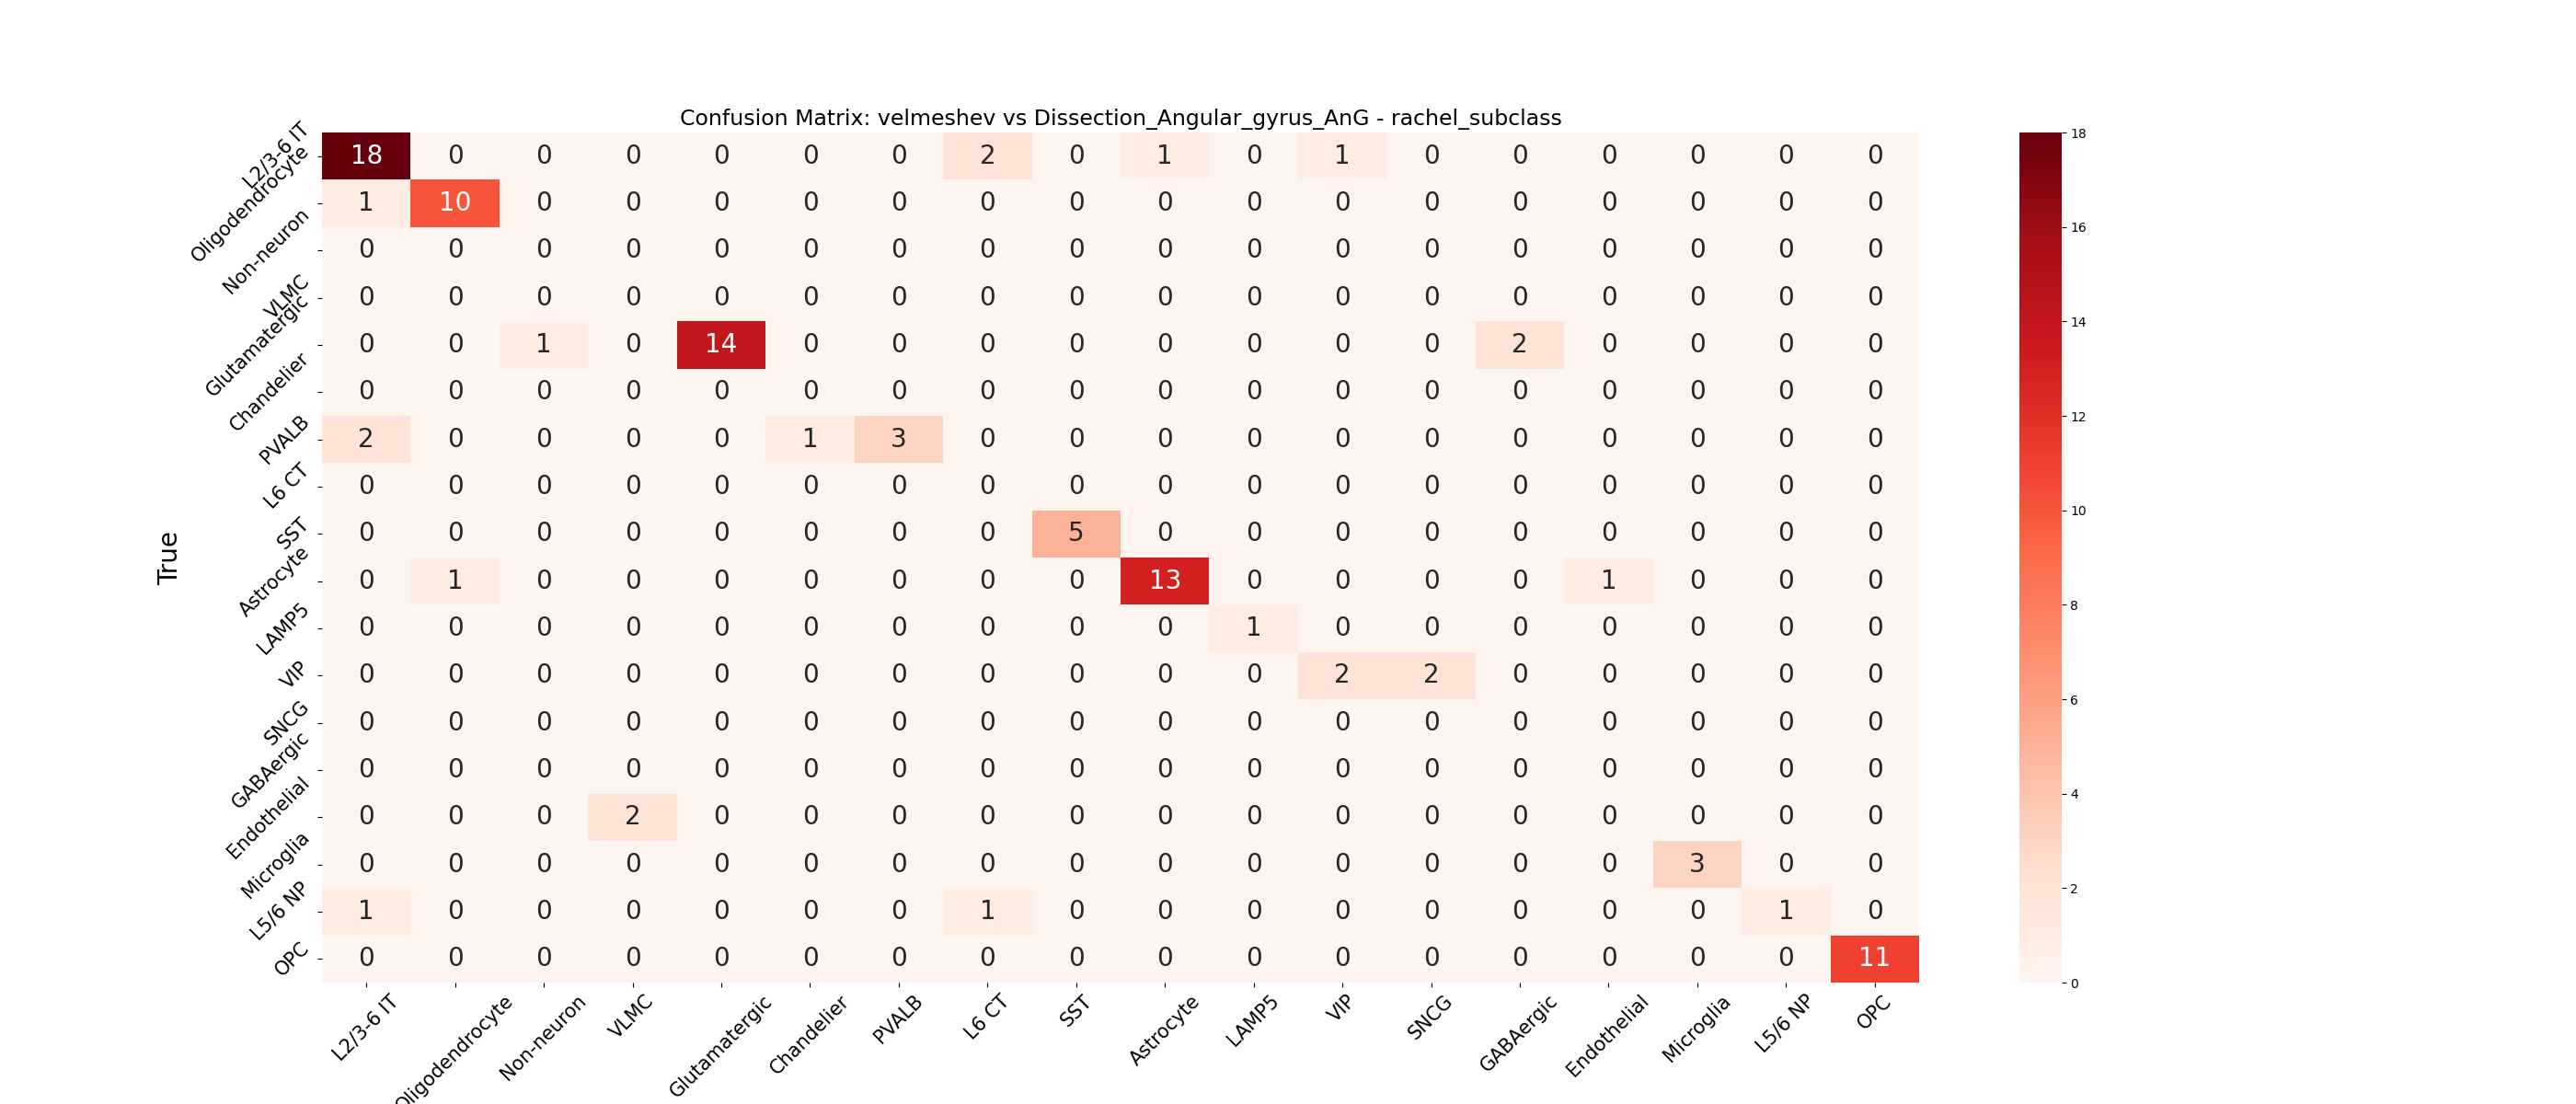 Confusion Matrix: velmeshev vs Dissection_Angular_gyrus_AnG - rachel_subclass
True
L2/3-6 IT 18 0 0 0 0 0 0 2 0 1 0 1 0 0 0 0 0 0
Oligodendrocyte 1 10 0 0 0 0 0 0 0 0 0 0 0 0 0 0 0 0
Non-neuron 0 0 0 0 0 0 0 0 0 0 0 0 0 0 0 0 0 0
VLMC 0 0 0 0 0 0 0 0 0 0 0 0 0 0 0 0 0 0
Glutamatergic 0 0 1 0 14 0 0 0 0 0 0 0 0 2 0 0 0 0
Chandelier 0 0 0 0 0 0 0 0 0 0 0 0 0 0 0 0 0 0
PVALB 2 0 0 0 0 1 3 0 0 0 0 0 0 0 0 0 0 0
L6 CT 0 0 0 0 0 0 0 0 0 0 0 0 0 0 0 0 0 0
SST 0 0 0 0 0 0 0 0 5 0 0 0 0 0 0 0 0 0
Astrocyte 0 1 0 0 0 0 0 0 0 13 0 0 0 0 1 0 0 0
LAMP5 0 0 0 0 0 0 0 0 0 0 1 0 0 0 0 0 0 0
VIP 0 0 0 0 0 0 0 0 0 0 0 2 2 0 0 0 0 0
SNCG 0 0 0 0 0 0 0 0 0 0 0 0 0 0 0 0 0 0
GABAergic 0 0 0 0 0 0 0 0 0 0 0 0 0 0 0 0 0 0
Endothelial 0 0 0 2 0 0 0 0 0 0 0 0 0 0 0 0 0 0
Microglia 0 0 0 0 0 0 0 0 0 0 0 0 0 0 0 3 0 0
L5/6 NP 1 0 0 0 0 0 0 1 0 0 0 0 0 0 0 0 1 0
OPC 0 0 0 0 0 0 0 0 0 0 0 0 0 0 0 0 0 11
L2/3-6 IT Oligodendrocyte Non-neuron VLMC Glutamatergic Chandelier PVALB L6 CT SST Astrocyte LAMP5 VIP SNCG GABAergic Endothelial Microglia L5/6 NP OPC
18
16
14
12
10
8
6
4
2
0